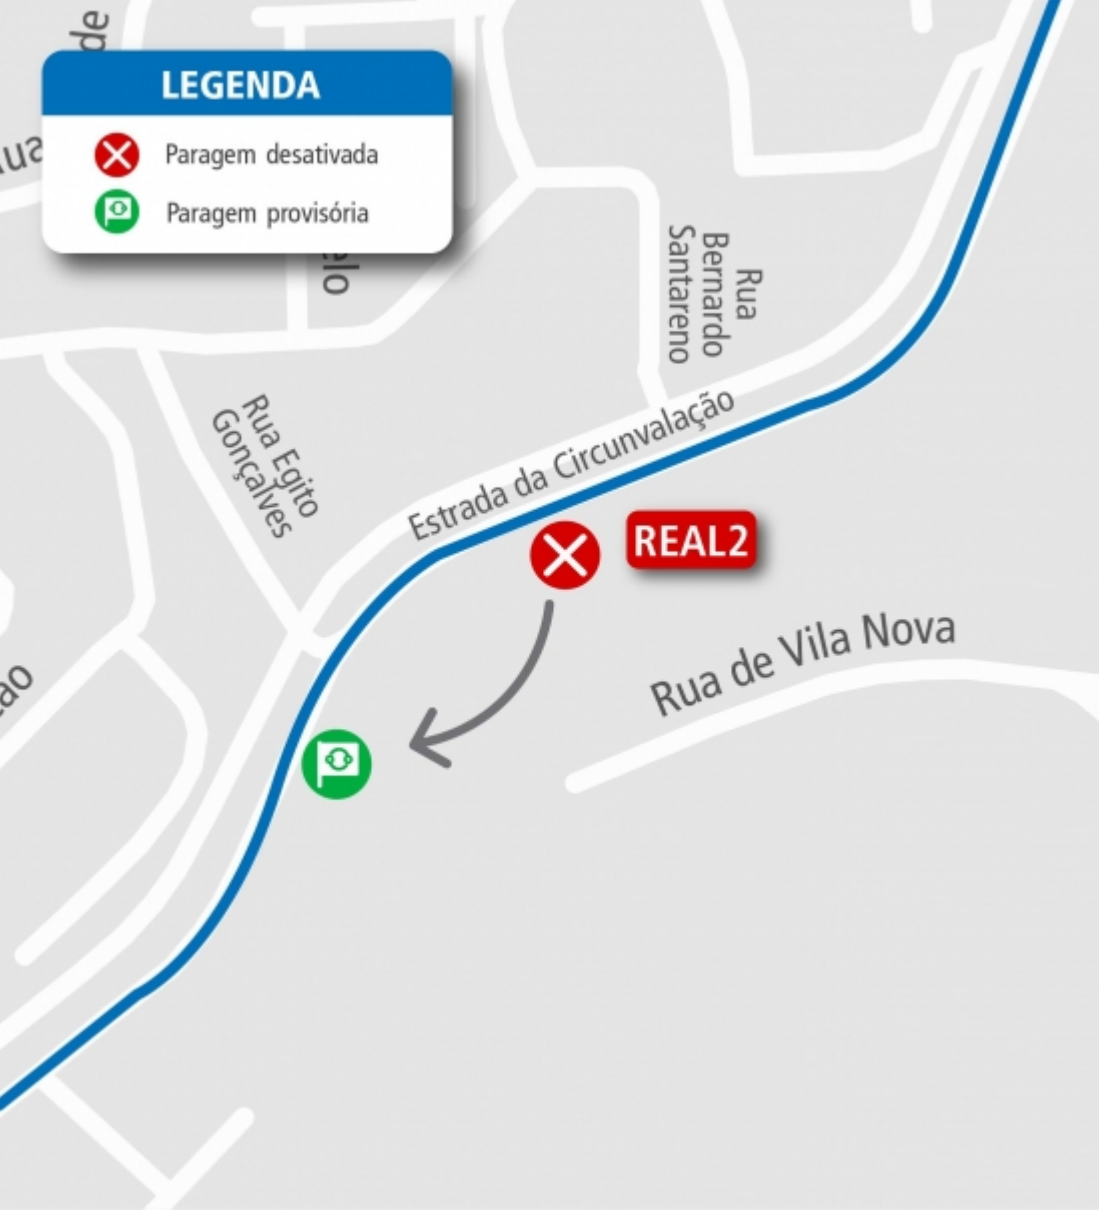 de
LEGENDA
Paragem desativada
Paragem provisória
Rua
Bernardo
Santareno
Rua Egito
Gonçalves
Estrada da Circunvalação
REAL2
Rua de Vila Nova